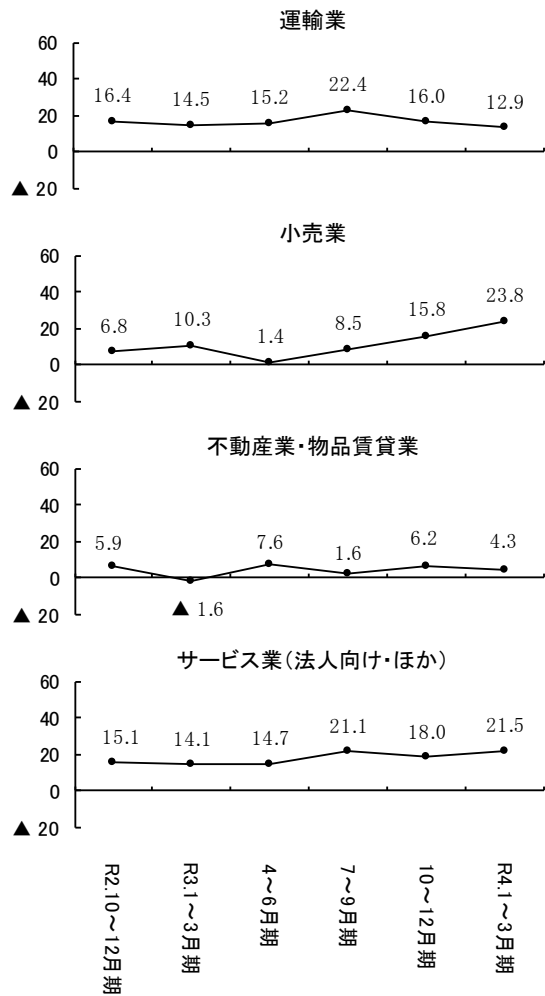 運輸業
60
40
20
0
▲ 20
16.4 14.5 15.2 22.4 16.0 12.9
小売業
60
40
20
0
▲ 20
6.8 10.3 1.4 8.5 15.8 23.8
不動産業・物品賃貸業
60
40
20
0
▲ 20
5.9 ▲ 1.6 7.6 1.6 6.2 4.3
サービス業(法人向け・ほか)
60
40
20
0
▲ 20
15.1 14.1 14.7 21.1 18.0 21.5
R2.10~12月期
R3.1~3月期
4~6月期
7~9月期
10~12月期
R4.1~3月期